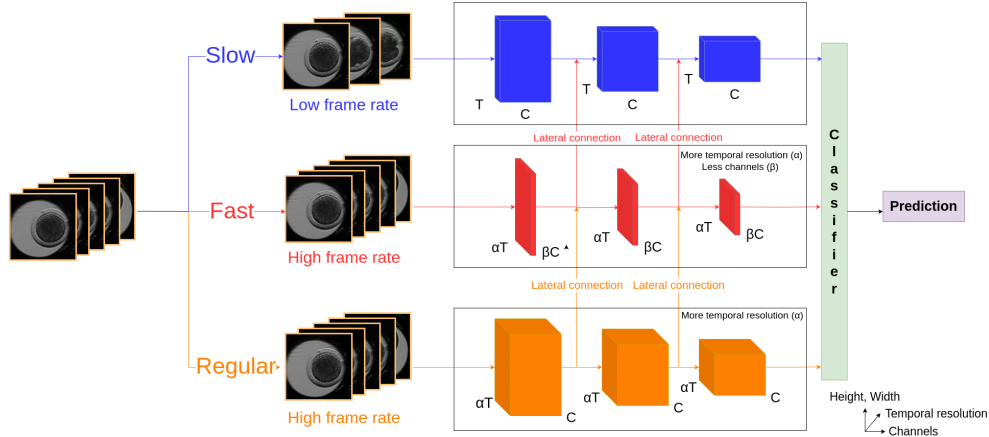 Slow
Low frame rate
T
C
T
C
T
C
Lateral connection
Lateral connection
Fast
High frame rate
More temporal resolution (α)
Less channels (β)
αT
βC
αT
βC
αT
βC
Lateral connection
Lateral connection
Regular
High frame rate
More temporal resolution (α)
αT
C
αT
C
αT
C
Classifier
Prediction
Height, Width
Temporal resolution
Channels